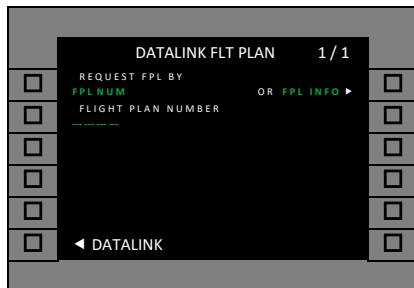 DATALINK FLT PLAN 1 / 1
REQUEST FPL BY
FPL NUM OR FPL INFO ►
FLIGHT PLAN NUMBER
--- --- --- ---
◄ DATALINK